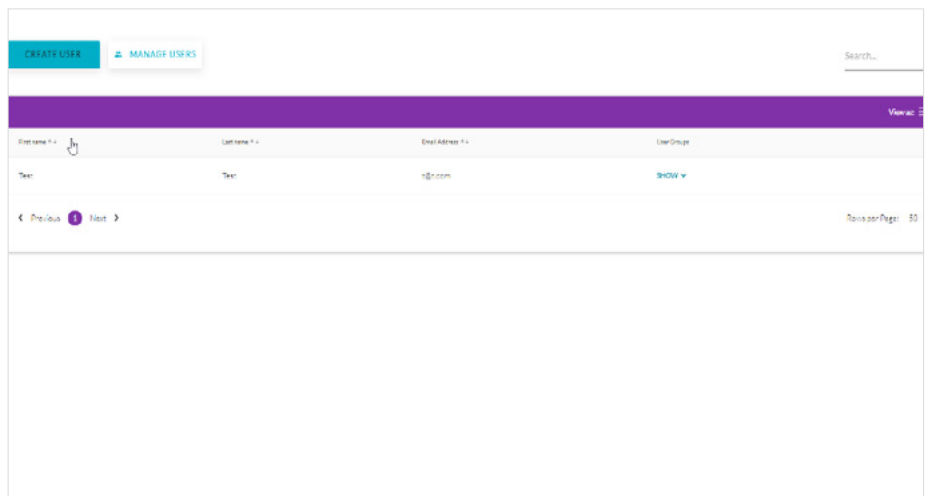 CREATE USER MANAGE USERS Search...
View as:
First name Last name Email Address User Groups
Test Test SHOW
Previous 1 Next Rows per Page: 50